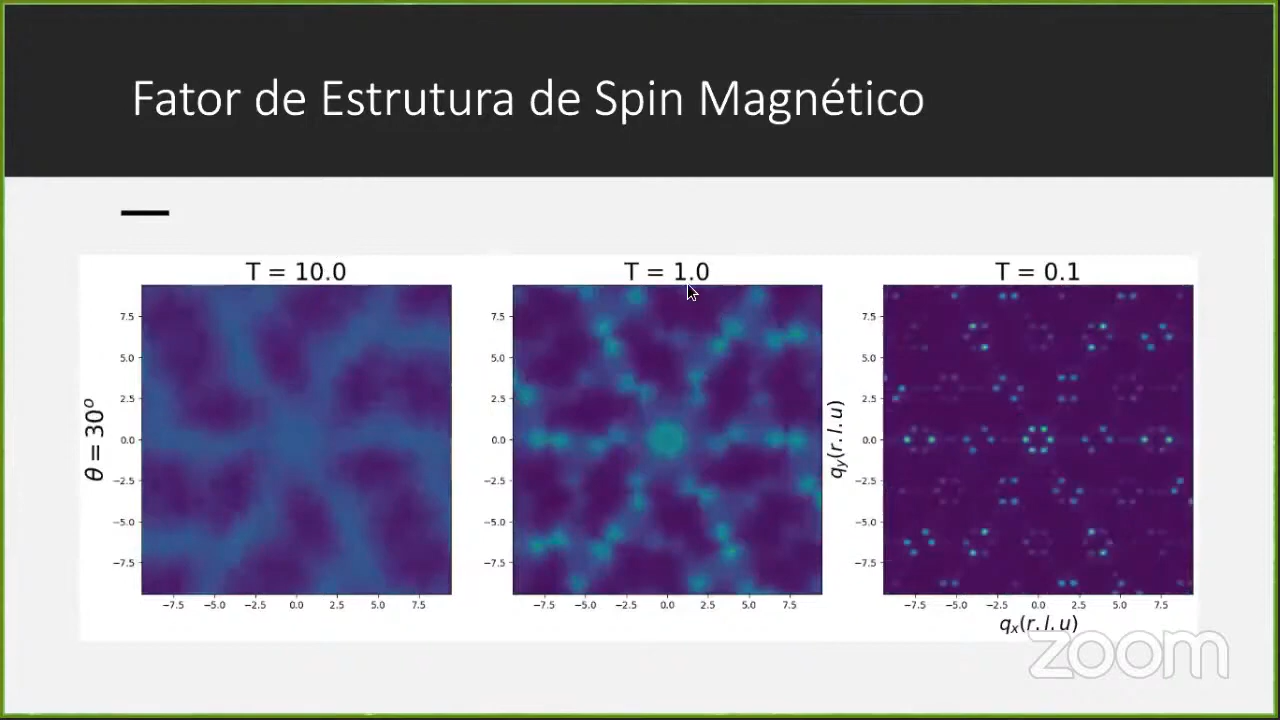 Fator de Estrutura de Spin Magnético
T = 10.0
T = 1.0
T = 0.1
θ = 30°
7.5
5.0
2.5
0.0
−2.5
−5.0
−7.5
−7.5 −5.0 −2.5 0.0 2.5 5.0 7.5
7.5
5.0
2.5
0.0
−2.5
−5.0
−7.5
−7.5 −5.0 −2.5 0.0 2.5 5.0 7.5
qy(r. l. u)
7.5
5.0
2.5
0.0
−2.5
−5.0
−7.5
−7.5 −5.0 −2.5 0.0 2.5 5.0 7.5
qx(r. l. u)
zoom